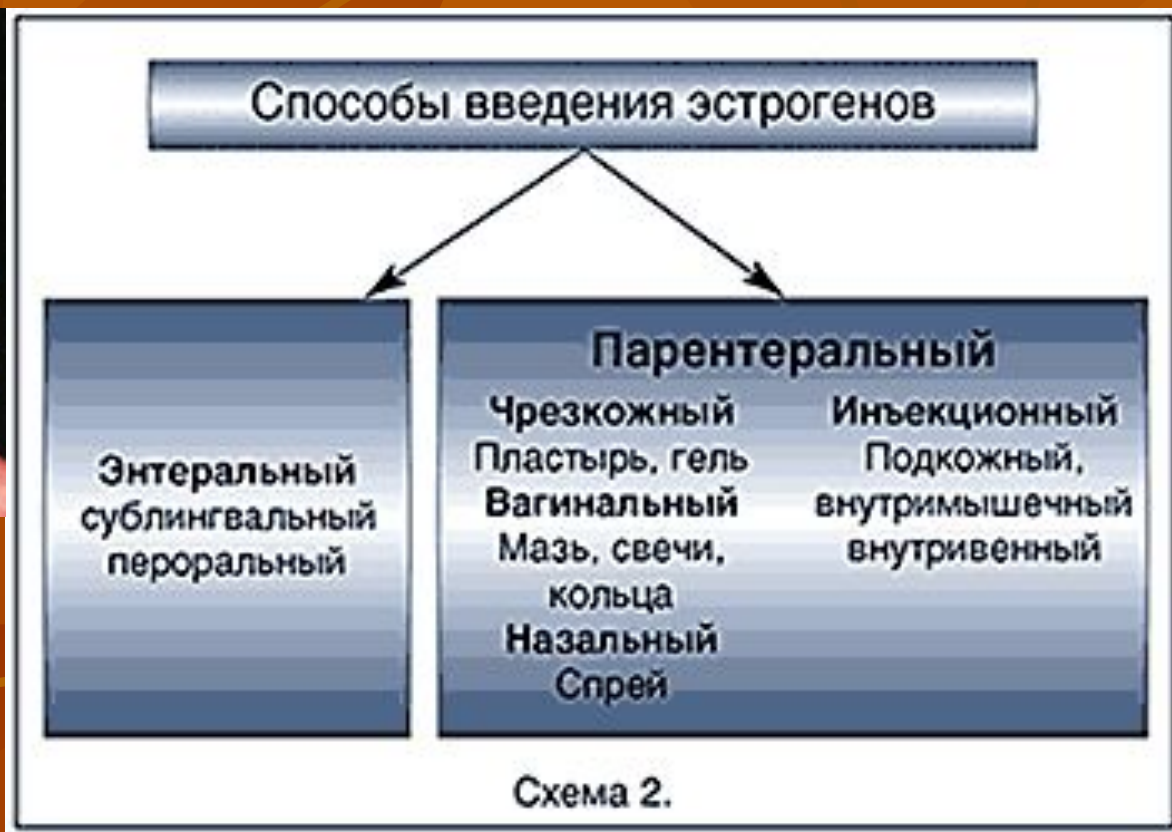 Способы введения эстрогенов
Энтеральный
сублингвальный
пероральный
Парентеральный
Чрезкожный
Пластырь, гель
Вагинальный
Мазь, свечи,
кольца
Назальный
Спрей
Инъекционный
Подкожный,
внутримышечный
внутривенный
Схема 2.